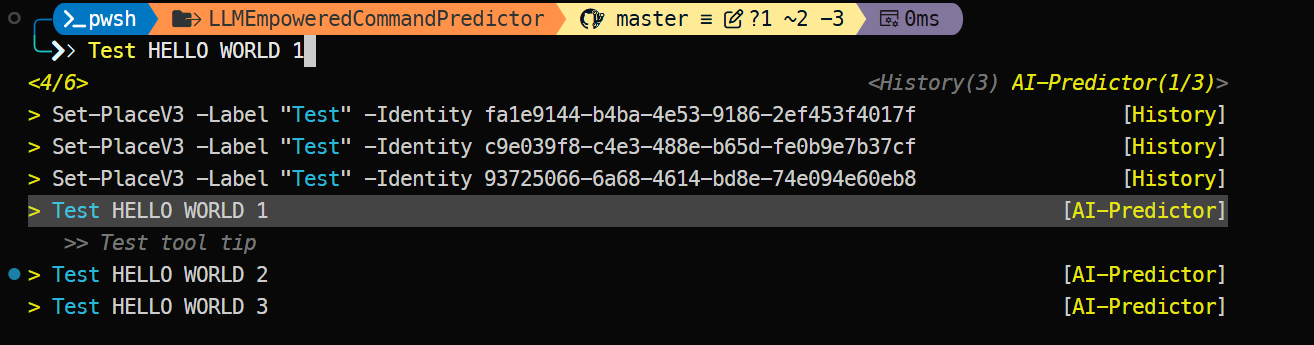 pwsh LLMEmpoweredCommandPredictor master ≡ ?1 ~2 -3 0ms
Test HELLO WORLD 1
<4/6> <History(3) AI-Predictor(1/3)>
> Set-PlaceV3 -Label "Test" -Identity fa1e9144-b4ba-4e53-9186-2ef453f4017f [History]
> Set-PlaceV3 -Label "Test" -Identity c9e039f8-c4e3-488e-b65d-fe0b9e7b37cf [History]
> Set-PlaceV3 -Label "Test" -Identity 93725066-6a68-4614-bd8e-74e094e60eb8 [History]
> Test HELLO WORLD 1 [AI-Predictor]
>> Test tool tip
> Test HELLO WORLD 2 [AI-Predictor]
> Test HELLO WORLD 3 [AI-Predictor]